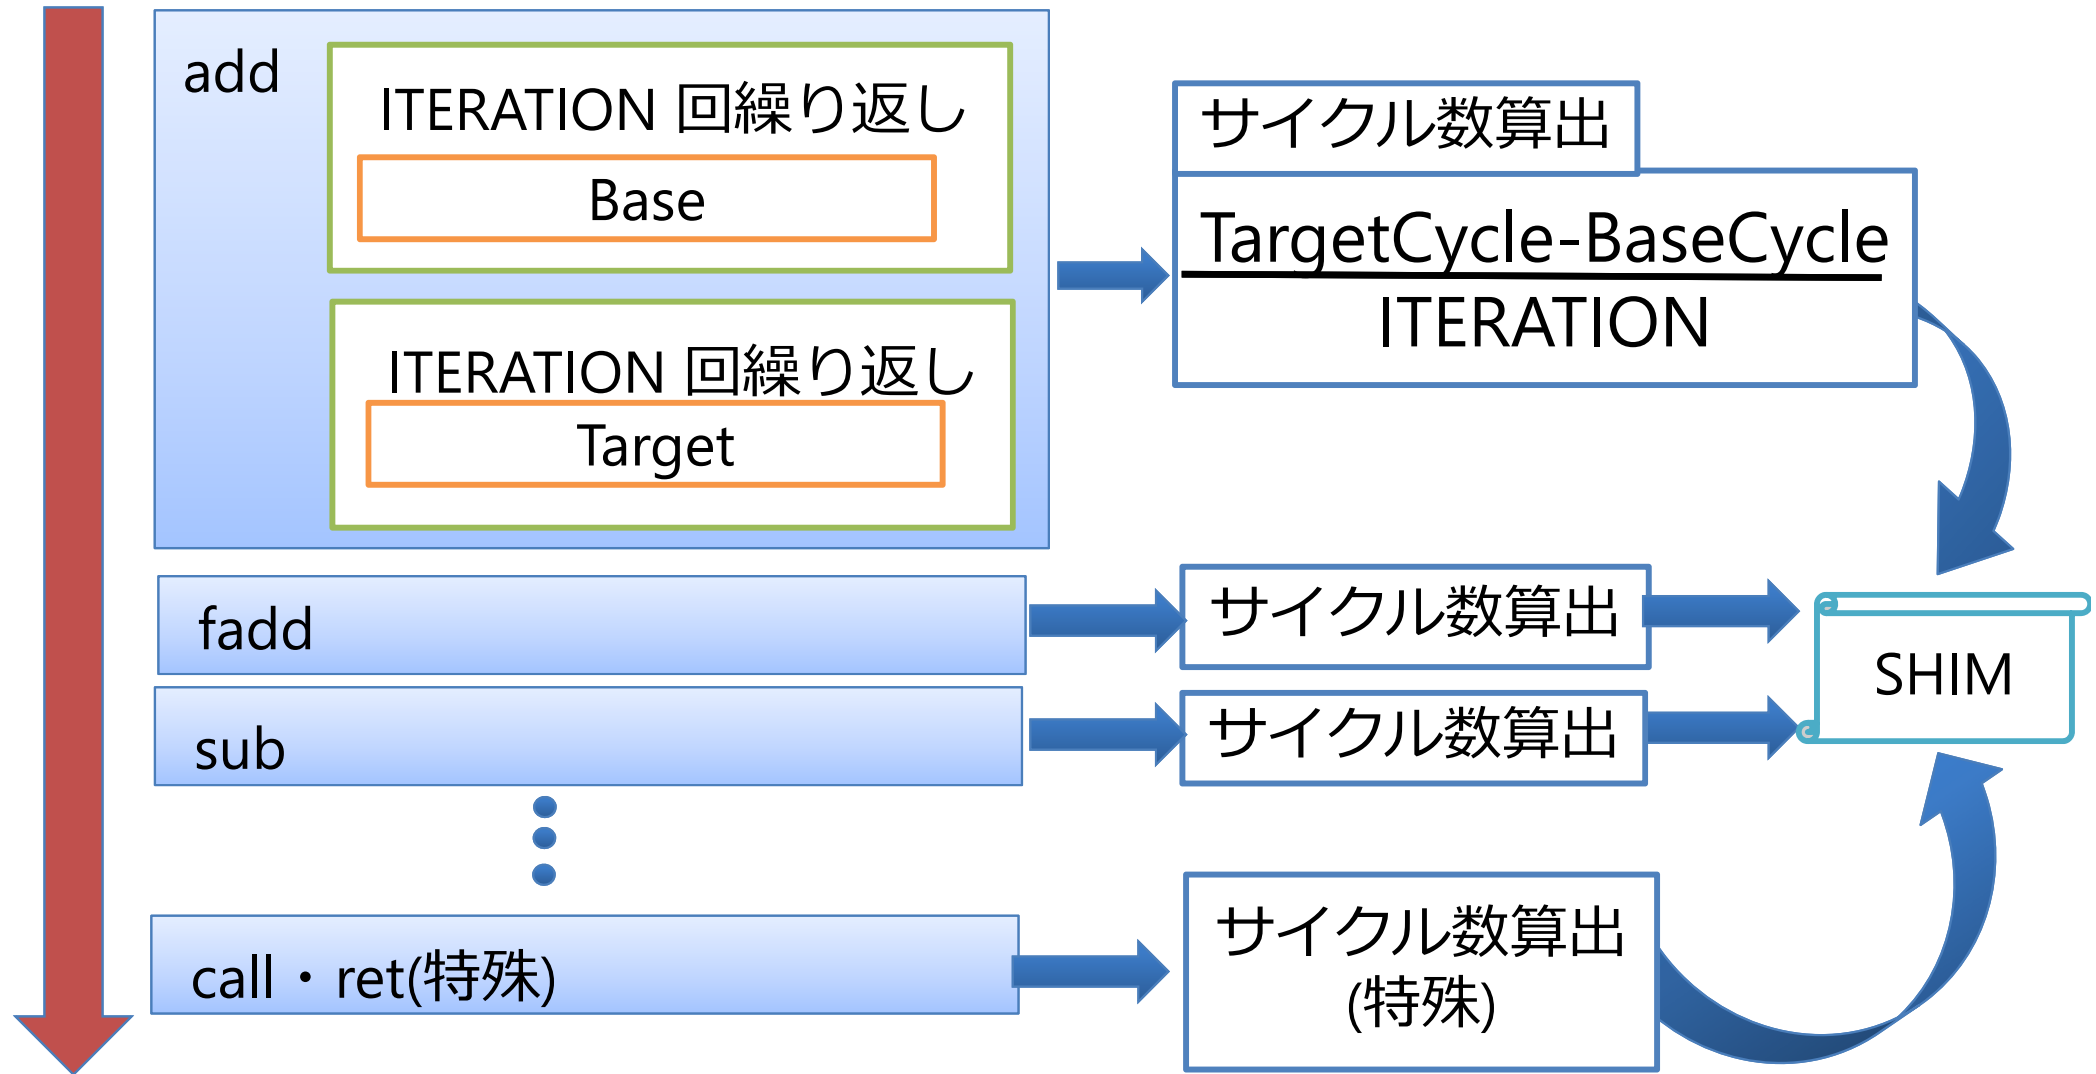 add
ITERATION 回繰り返し
Base
ITERATION 回繰り返し
Target
サイクル数算出
TargetCycle-BaseCycle
ITERATION
fadd
サイクル数算出
sub
サイクル数算出
SHIM
call・ret(特殊)
サイクル数算出
(特殊)